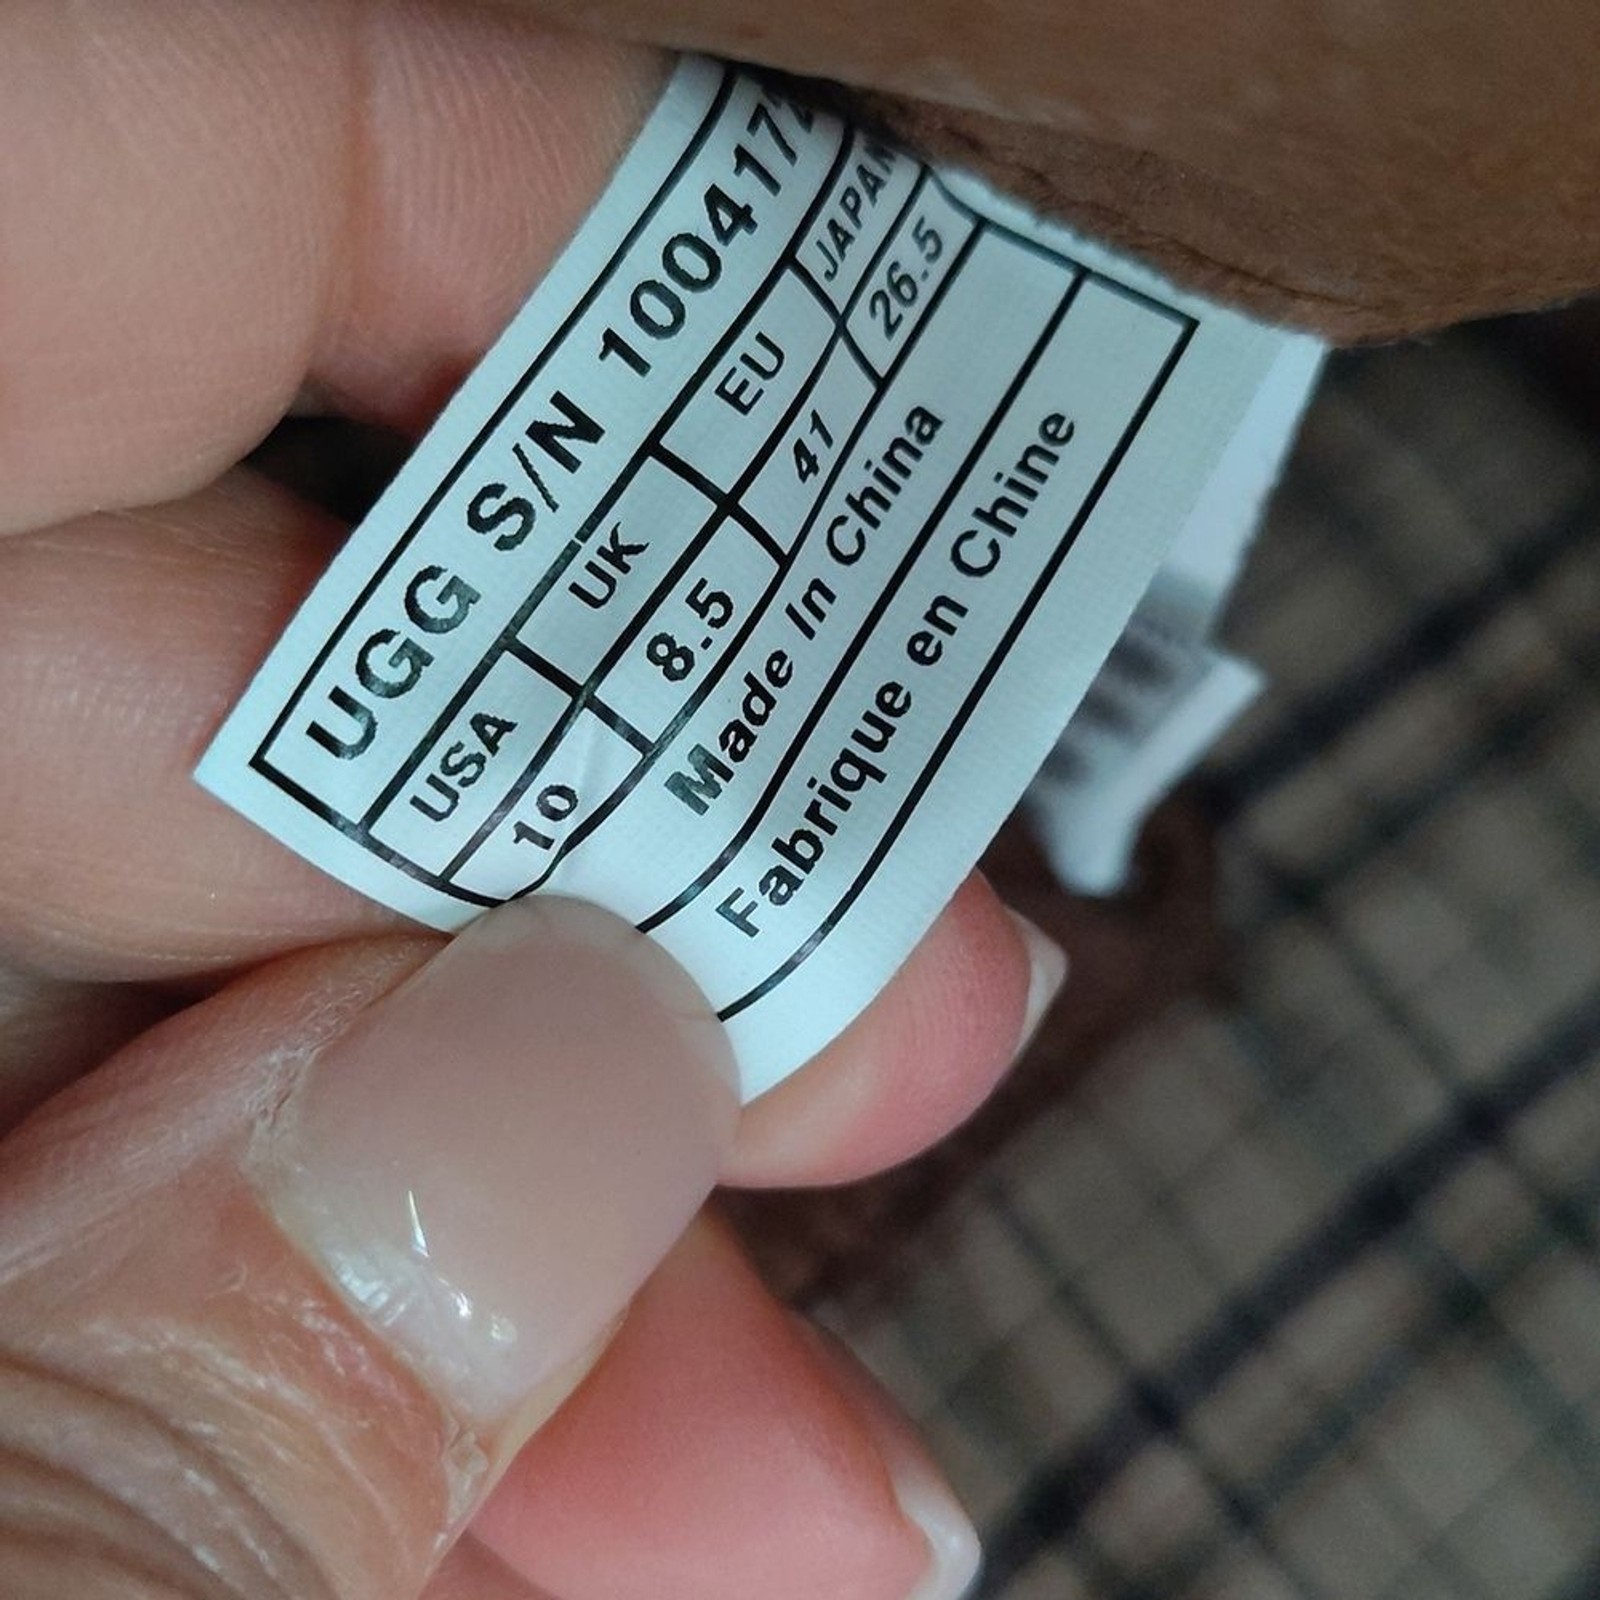 UGG S/N 100417
USA UK EU JAPAN
10 8.5 41 26.5
Made In China
Fabrique en Chine